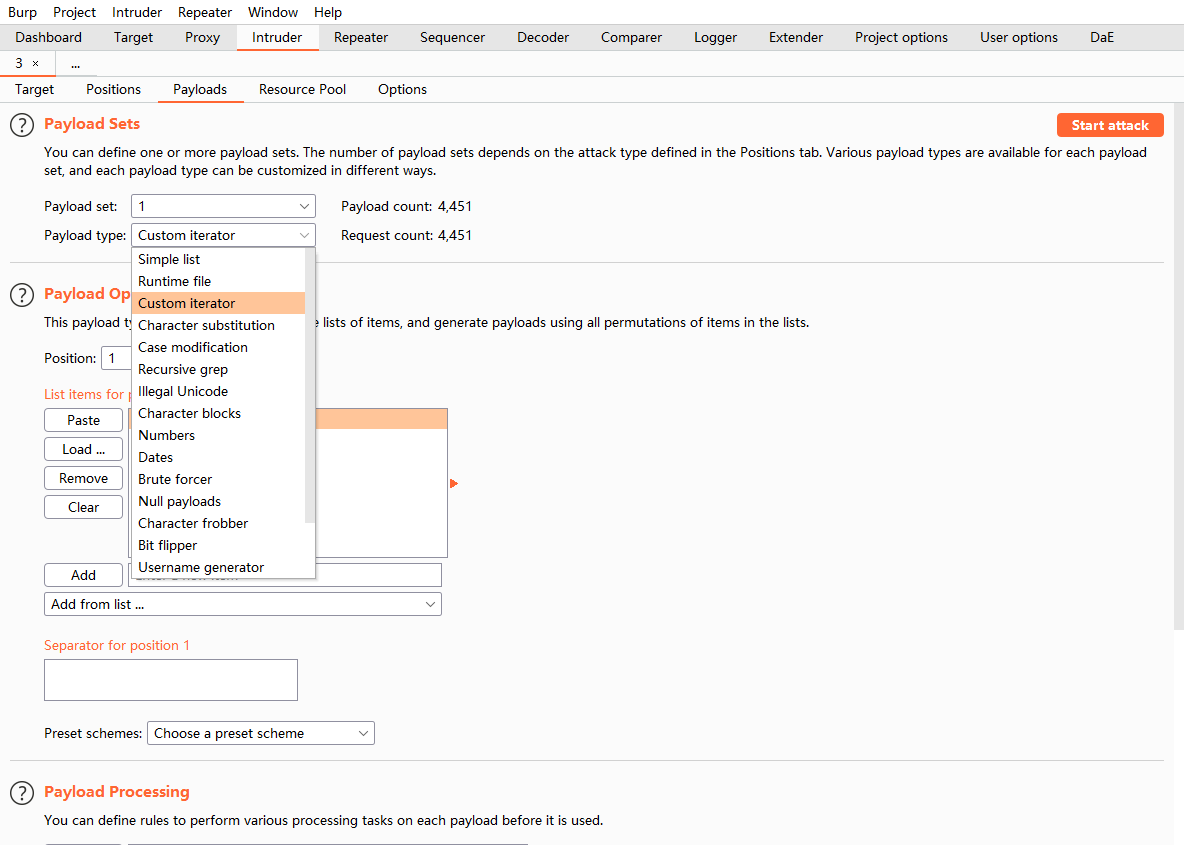 Burp Project Intruder Repeater Window Help
Dashboard Target Proxy Intruder Repeater Sequencer Decoder Comparer Logger Extender Project options User options DaE
3 × ...
Target Positions Payloads Resource Pool Options
? Payload Sets Start attack
You can define one or more payload sets. The number of payload sets depends on the attack type defined in the Positions tab. Various payload types are available for each payload
set, and each payload type can be customized in different ways.
Payload set: 1 Payload count: 4,451
Payload type: Custom iterator Request count: 4,451
Simple list
Runtime file
Custom iterator
Character substitution
Case modification
Recursive grep
Illegal Unicode
Character blocks
Numbers
Dates
Brute forcer
Null payloads
Character frobber
Bit flipper
Username generator
? Payload Op
This payload ty lists of items, and generate payloads using all permutations of items in the lists.
Position: 1
List items for
Paste
Load ...
Remove
Clear
Add
Add from list ...
Separator for position 1
Preset schemes: Choose a preset scheme
? Payload Processing
You can define rules to perform various processing tasks on each payload before it is used.